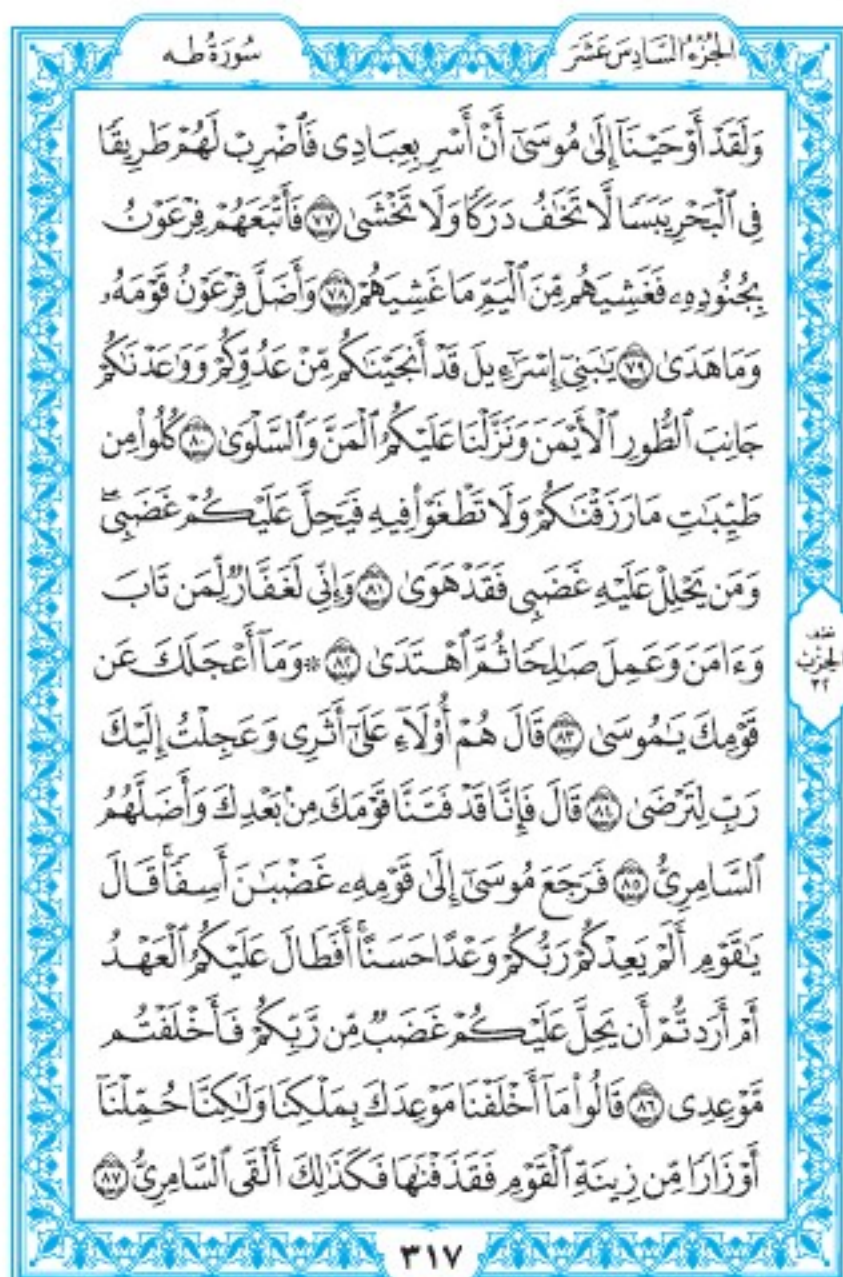 الجُزْءُ السَّادِسَ عَشَرَ
سُورَةُ طه
وَلَقَدْ أَوْحَيْنَآ إِلَىٰ مُوسَىٰٓ أَنْ أَسْرِ بِعِبَادِى فَٱضْرِبْ لَهُمْ طَرِيقًا
فِى ٱلْبَحْرِ يَبَسًا لَّا تَخَٰفُ دَرَكًا وَلَا تَخْشَىٰ ٧٧ فَأَتْبَعَهُمْ فِرْعَوْنُ
بِجُنُودِهِۦ فَغَشِيَهُم مِّنَ ٱلْيَمِّ مَا غَشِيَهُمْ ٧٨ وَأَضَلَّ فِرْعَوْنُ قَوْمَهُۥ
وَمَا هَدَىٰ ٧٩ يَٰبَنِىٓ إِسْرَٰٓءِيلَ قَدْ أَنجَيْنَٰكُم مِّنْ عَدُوِّكُمْ وَوَٰعَدْنَٰكُمْ
جَانِبَ ٱلطُّورِ ٱلْأَيْمَنَ وَنَزَّلْنَا عَلَيْكُمُ ٱلْمَنَّ وَٱلسَّلْوَىٰ ٨٠ كُلُوا۟ مِن
طَيِّبَٰتِ مَا رَزَقْنَٰكُمْ وَلَا تَطْغَوْا۟ فِيهِ فَيَحِلَّ عَلَيْكُمْ غَضَبِى ۖ
وَمَن يَحْلِلْ عَلَيْهِ غَضَبِى فَقَدْ هَوَىٰ ٨١ وَإِنِّى لَغَفَّارٌ لِّمَن تَابَ
وَءَامَنَ وَعَمِلَ صَٰلِحًا ثُمَّ ٱهْتَدَىٰ ٨٢ ۞ وَمَآ أَعْجَلَكَ عَن
نصف
الحِزْب
٣٢
قَوْمِكَ يَٰمُوسَىٰ ٨٣ قَالَ هُمْ أُو۟لَآءِ عَلَىٰٓ أَثَرِى وَعَجِلْتُ إِلَيْكَ
رَبِّ لِتَرْضَىٰ ٨٤ قَالَ فَإِنَّا قَدْ فَتَنَّا قَوْمَكَ مِنۢ بَعْدِكَ وَأَضَلَّهُمُ
ٱلسَّامِرِىُّ ٨٥ فَرَجَعَ مُوسَىٰٓ إِلَىٰ قَوْمِهِۦ غَضْبَٰنَ أَسِفًا ۚ قَالَ
يَٰقَوْمِ أَلَمْ يَعِدْكُمْ رَبُّكُمْ وَعْدًا حَسَنًا ۚ أَفَطَالَ عَلَيْكُمُ ٱلْعَهْدُ
أَمْ أَرَدتُّمْ أَن يَحِلَّ عَلَيْكُمْ غَضَبٌ مِّن رَّبِّكُمْ فَأَخْلَفْتُم
مَّوْعِدِى ٨٦ قَالُوا۟ مَآ أَخْلَفْنَا مَوْعِدَكَ بِمَلْكِنَا وَلَٰكِنَّا حُمِّلْنَآ
أَوْزَارًا مِّن زِينَةِ ٱلْقَوْمِ فَقَذَفْنَٰهَا فَكَذَٰلِكَ أَلْقَى ٱلسَّامِرِىُّ ٨٧
٣١٧